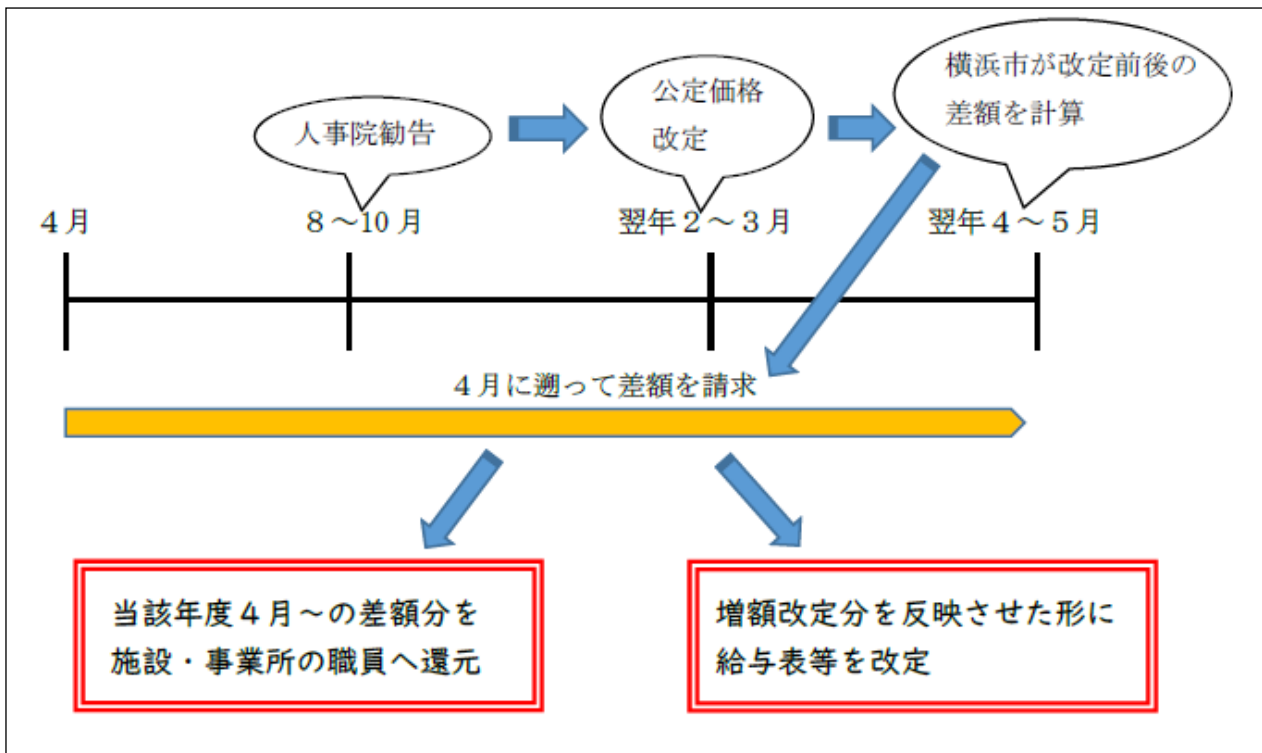 横浜市が改定前後の
差額を計算
公定価格
改定
人事院勧告
４月
８～10 月
翌年２～３月
翌年４～５月
４月に遡って差額を請求
当該年度４月～の差額分を
施設・事業所の職員へ還元
増額改定分を反映させた形に
給与表等を改定